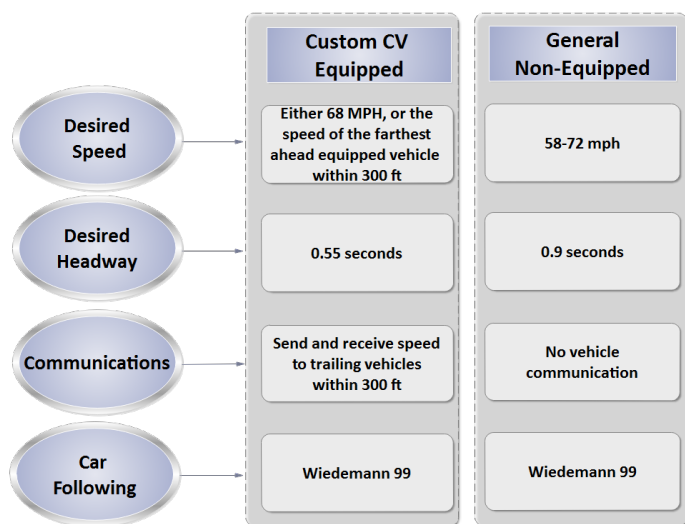 Custom CV
Equipped
General
Non-Equipped
Desired
Speed
Either 68 MPH, or the
speed of the farthest
ahead equipped vehicle
within 300 ft
58-72 mph
Desired
Headway
0.55 seconds
0.9 seconds
Communications
Send and receive speed
to trailing vehicles
within 300 ft
No vehicle
communication
Car
Following
Wiedemann 99
Wiedemann 99